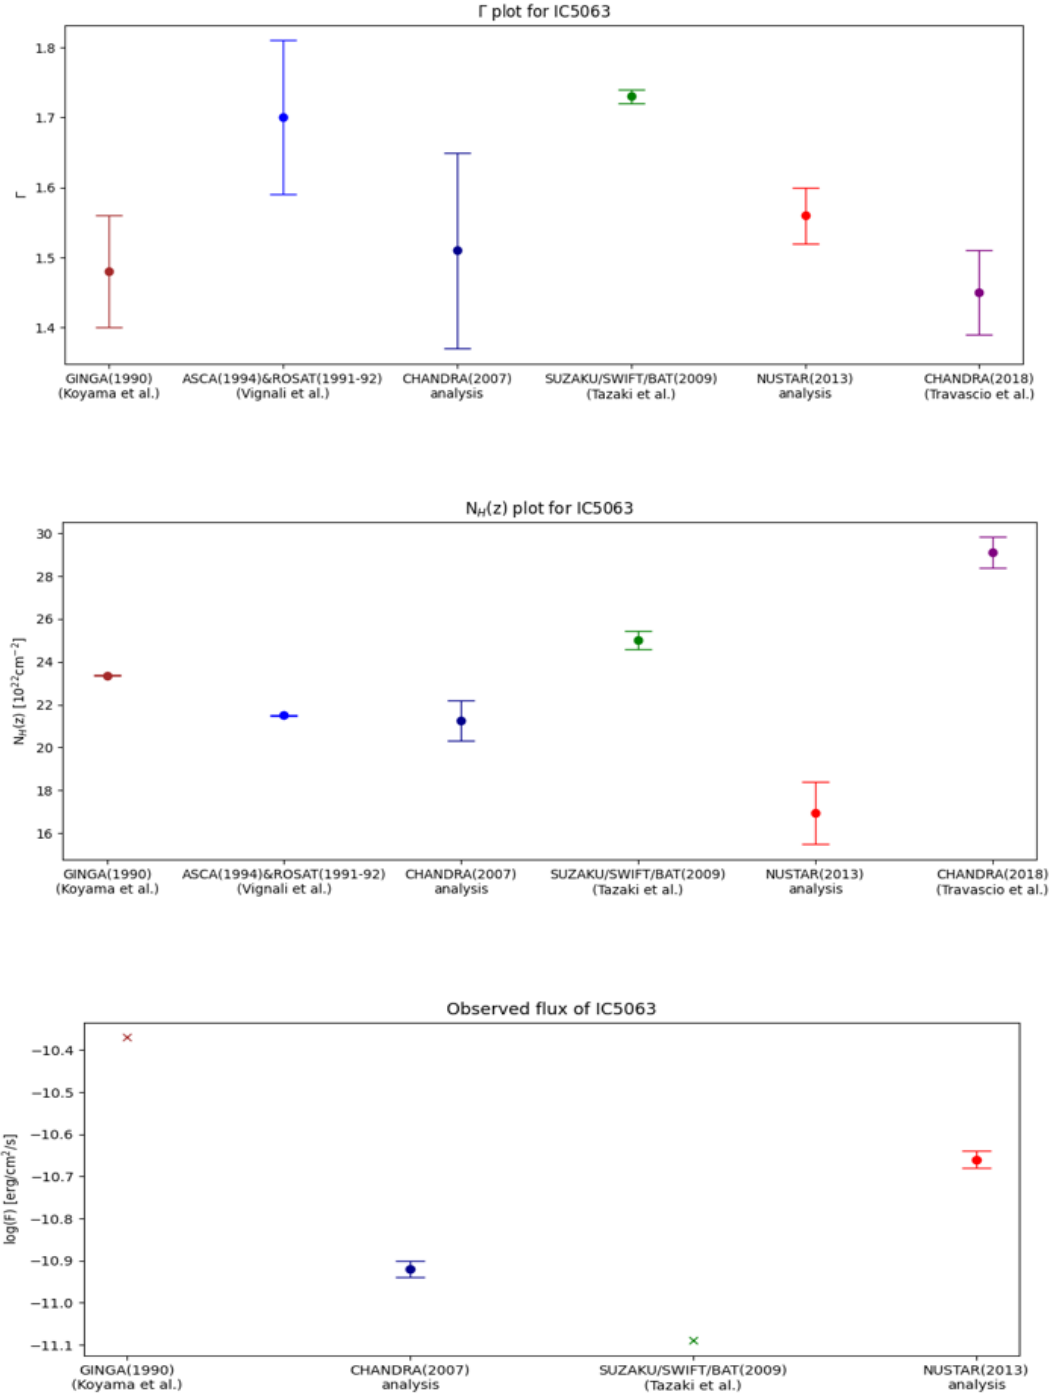 Γ plot for IC5063
1.8
1.7
1.6
1.5
1.4
Γ
GINGA(1990) ASCA(1994)&ROSAT(1991-92) CHANDRA(2007) SUZAKU/SWIFT/BAT(2009) NUSTAR(2013) CHANDRA(2018)
(Koyama et al.) (Vignali et al.) analysis (Tazaki et al.) analysis (Travascio et al.)
N_H(z) plot for IC5063
30
28
26
24
22
20
18
16
N_H(z) [10^22cm^−2]
GINGA(1990) ASCA(1994)&ROSAT(1991-92) CHANDRA(2007) SUZAKU/SWIFT/BAT(2009) NUSTAR(2013) CHANDRA(2018)
(Koyama et al.) (Vignali et al.) analysis (Tazaki et al.) analysis (Travascio et al.)
Observed flux of IC5063
−10.4
−10.5
−10.6
−10.7
−10.8
−10.9
−11.0
−11.1
log(F) [erg/cm²/s]
GINGA(1990) CHANDRA(2007) SUZAKU/SWIFT/BAT(2009) NUSTAR(2013)
(Koyama et al.) analysis (Tazaki et al.) analysis